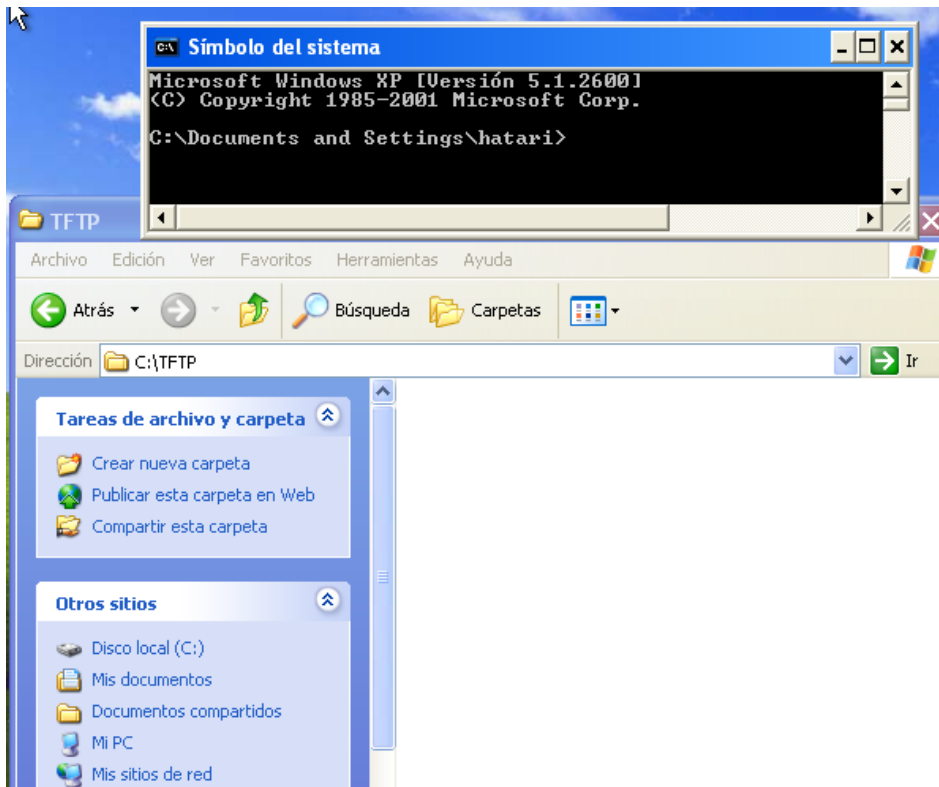 Símbolo del sistema
Microsoft Windows XP [Versión 5.1.2600]
(C) Copyright 1985-2001 Microsoft Corp.
C:\Documents and Settings\hatari>
TFTP
Archivo Edición Ver Favoritos Herramientas Ayuda
Atrás Búsqueda Carpetas
Dirección C:\TFTP Ir
Tareas de archivo y carpeta
Crear nueva carpeta
Publicar esta carpeta en Web
Compartir esta carpeta
Otros sitios
Disco local (C:)
Mis documentos
Documentos compartidos
Mi PC
Mis sitios de red